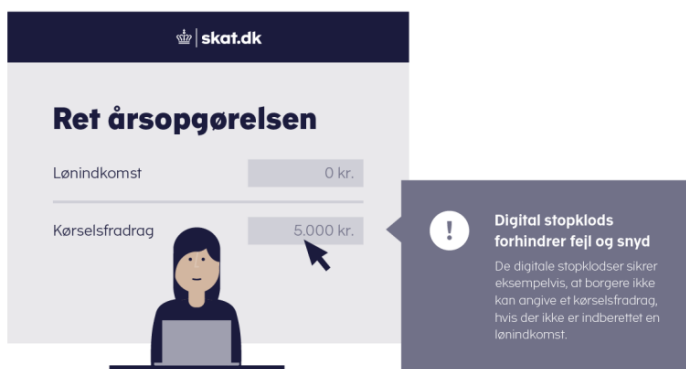 skat.dk
Ret årsopgørelsen
Lønindkomst
0 kr.
Kørselsfradrag
5.000 kr.
!
Digital stopklods
forhindrer fejl og snyd
De digitale stopklodser sikrer
eksempelvis, at borgere ikke
kan angive et kørselsfradrag,
hvis der ikke er indberettet en
lønindkomst.